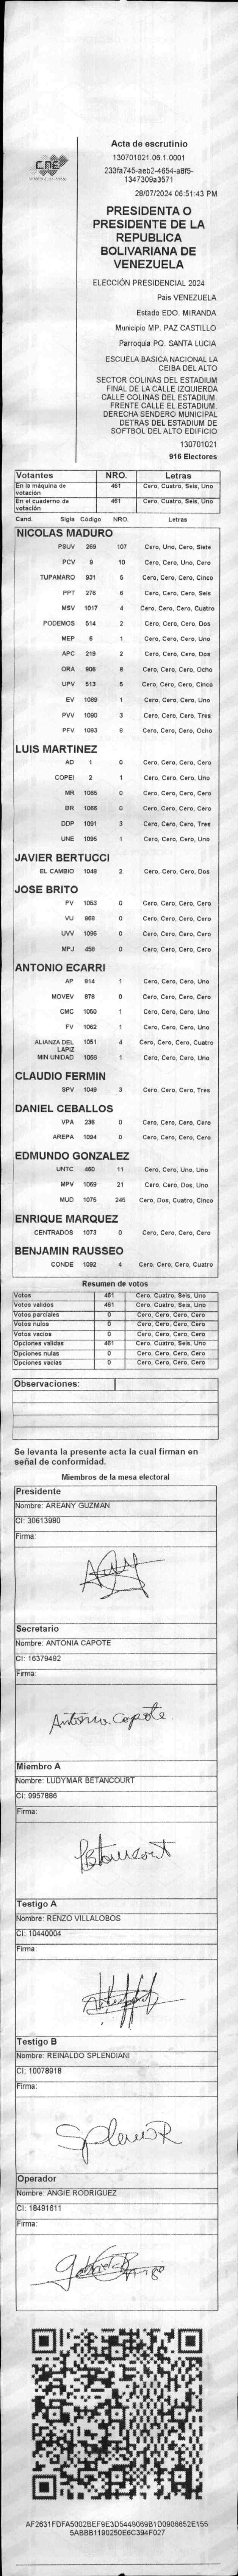 CNE
Acta de escrutinio
130701021.06.1.0001
233fa745-aeb2-4654-a8f5-
1347309a3571
28/07/2024 06:51:43 PM
PRESIDENTA O
PRESIDENTE DE LA
REPUBLICA
BOLIVARIANA DE
VENEZUELA
ELECCIÓN PRESIDENCIAL 2024
Pais VENEZUELA
Estado EDO. MIRANDA
Municipio MP. PAZ CASTILLO
Parroquia PQ. SANTA LUCIA
ESCUELA BASICA NACIONAL LA
CEIBA DEL ALTO
SECTOR COLINAS DEL ESTADIUM
FINAL DE LA CALLE IZQUIERDA
CALLE COLINAS DEL ESTADIUM.
FRENTE CALLE EL ESTADIUM.
DERECHA SENDERO MUNICIPAL
DETRAS DEL ESTADIUM DE
SOFTBOL DEL ALTO EDIFICIO
130701021
916 Electores
Votantes NRO. Letras
En la máquina de votación 461 Cero, Cuatro, Seis, Uno
En el cuaderno de votación 461 Cero, Cuatro, Seis, Uno
Cand. Sigla Código NRO. Letras
NICOLAS MADURO
PSUV 269 107 Cero, Uno, Cero, Siete
PCV 9 10 Cero, Cero, Uno, Cero
TUPAMARO 931 5 Cero, Cero, Cero, Cinco
PPT 276 6 Cero, Cero, Cero, Seis
MSV 1017 4 Cero, Cero, Cero, Cuatro
PODEMOS 514 2 Cero, Cero, Cero, Dos
MEP 6 1 Cero, Cero, Cero, Uno
APC 219 2 Cero, Cero, Cero, Dos
ORA 906 8 Cero, Cero, Cero, Ocho
UPV 513 5 Cero, Cero, Cero, Cinco
EV 1089 1 Cero, Cero, Cero, Uno
PVV 1090 3 Cero, Cero, Cero, Tres
PFV 1093 8 Cero, Cero, Cero, Ocho
LUIS MARTINEZ
AD 1 0 Cero, Cero, Cero, Cero
COPEI 2 1 Cero, Cero, Cero, Uno
MR 1065 0 Cero, Cero, Cero, Cero
BR 1066 0 Cero, Cero, Cero, Cero
DDP 1091 3 Cero, Cero, Cero, Tres
UNE 1095 1 Cero, Cero, Cero, Uno
JAVIER BERTUCCI
EL CAMBIO 1048 2 Cero, Cero, Cero, Dos
JOSE BRITO
PV 1053 0 Cero, Cero, Cero, Cero
VU 868 0 Cero, Cero, Cero, Cero
UVV 1096 0 Cero, Cero, Cero, Cero
MPJ 458 0 Cero, Cero, Cero, Cero
ANTONIO ECARRI
AP 814 1 Cero, Cero, Cero, Uno
MOVEV 878 0 Cero, Cero, Cero, Cero
CMC 1050 1 Cero, Cero, Cero, Uno
FV 1062 1 Cero, Cero, Cero, Uno
ALIANZA DEL LAPIZ 1051 4 Cero, Cero, Cero, Cuatro
MIN UNIDAD 1068 1 Cero, Cero, Cero, Uno
CLAUDIO FERMIN
SPV 1049 3 Cero, Cero, Cero, Tres
DANIEL CEBALLOS
VPA 236 0 Cero, Cero, Cero, Cero
AREPA 1094 0 Cero, Cero, Cero, Cero
EDMUNDO GONZALEZ
UNTC 460 11 Cero, Cero, Uno, Uno
MPV 1069 21 Cero, Cero, Dos, Uno
MUD 1075 245 Cero, Dos, Cuatro, Cinco
ENRIQUE MARQUEZ
CENTRADOS 1073 0 Cero, Cero, Cero, Cero
BENJAMIN RAUSSEO
CONDE 1092 4 Cero, Cero, Cero, Cuatro
Resumen de votos
Votos 461 Cero, Cuatro, Seis, Uno
Votos validos 461 Cero, Cuatro, Seis, Uno
Votos parciales 0 Cero, Cero, Cero, Cero
Votos nulos 0 Cero, Cero, Cero, Cero
Votos vacios 0 Cero, Cero, Cero, Cero
Opciones validas 461 Cero, Cuatro, Seis, Uno
Opciones nulas 0 Cero, Cero, Cero, Cero
Opciones vacias 0 Cero, Cero, Cero, Cero
Observaciones:
Se levanta la presente acta la cual firman en
señal de conformidad.
Miembros de la mesa electoral
Presidente
Nombre: AREANY GUZMAN
CI: 30613980
Firma:
Secretario
Nombre: ANTONIA CAPOTE
CI: 16379492
Firma:
Antonia Capote
Miembro A
Nombre: LUDYMAR BETANCOURT
CI: 9957886
Firma:
Testigo A
Nombre: RENZO VILLALOBOS
CI: 10440004
Firma:
Testigo B
Nombre: REINALDO SPLENDIANI
CI: 10078918
Firma:
Operador
Nombre: ANGIE RODRIGUEZ
CI: 18491611
Firma:
AF2631FDFA5002BEF9E3D5449069B1D0906652E155
5ABBB1190250E6C394F027